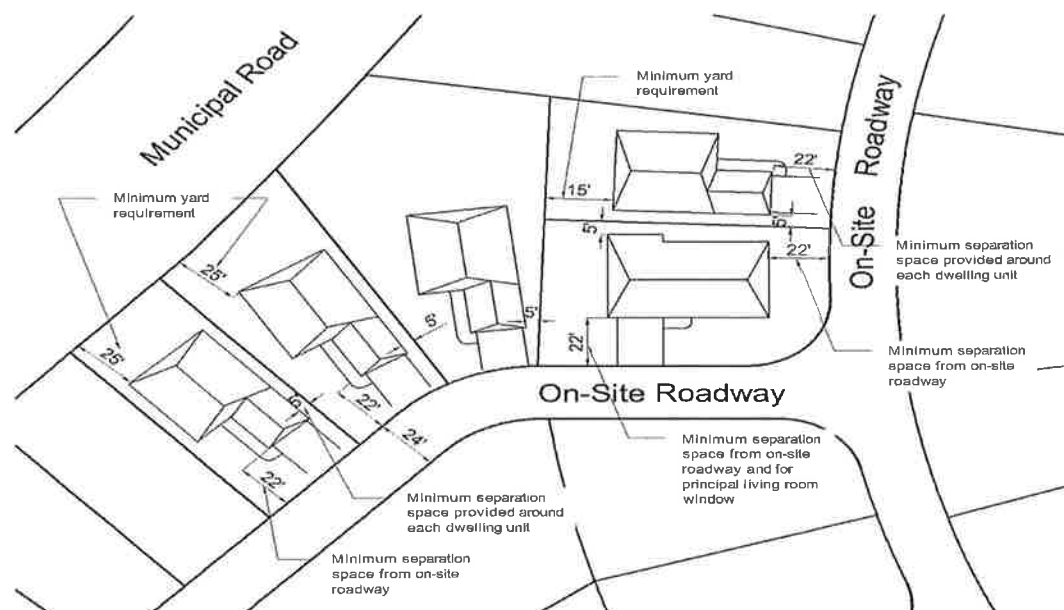 Municipal Road
Minimum yard
requirement
On-Site Roadway
22'
15'
5'
5'
Minimum yard
requirement
22'
Minimum separation
space provided around
each dwelling unit
25'
5'
5'
22'
Minimum separation
space from on-site
roadway
25'
5'
22'
On-Site Roadway
24'
22'
Minimum separation
space from on-site
roadway and for
principal living room
window
Minimum separation
space provided around
each dwelling unit
Minimum separation
space from on-site
roadway